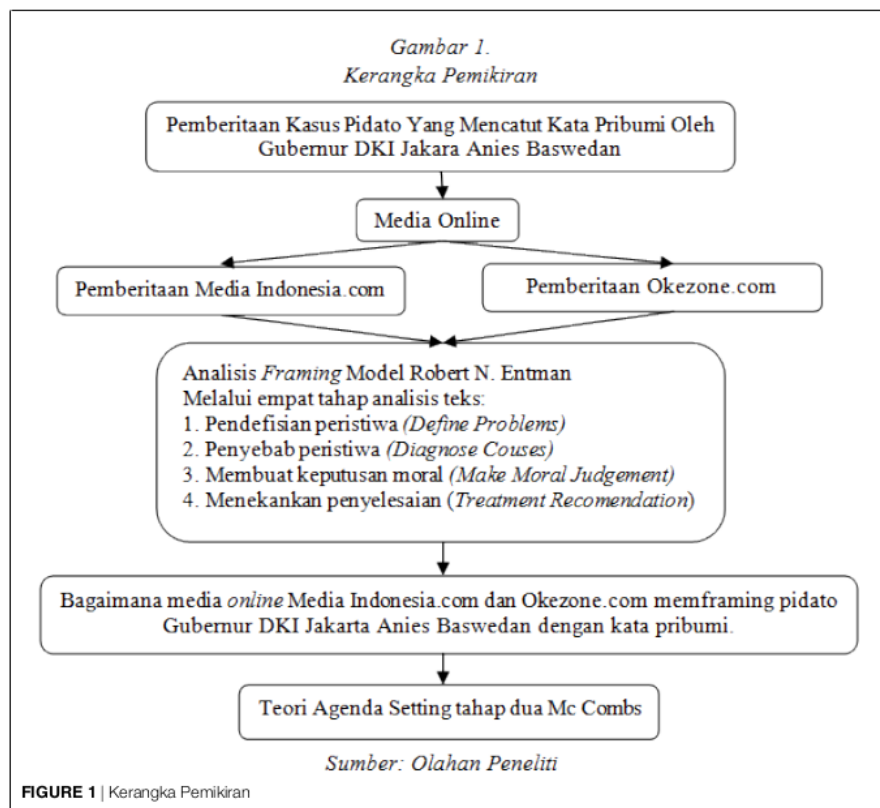 Gambar 1.
Kerangka Pemikiran
Pemberitaan Kasus Pidato Yang Mencatut Kata Pribumi Oleh
Gubernur DKI Jakara Anies Baswedan
Media Online
Pemberitaan Media Indonesia.com
Pemberitaan Okezone.com
Analisis Framing Model Robert N. Entman
Melalui empat tahap analisis teks:
1. Pendefisian peristiwa (Define Problems)
2. Penyebab peristiwa (Diagnose Couses)
3. Membuat keputusan moral (Make Moral Judgement)
4. Menekankan penyelesaian (Treatment Recomendation)
Bagaimana media online Media Indonesia.com dan Okezone.com memframing pidato
Gubernur DKI Jakarta Anies Baswedan dengan kata pribumi.
Teori Agenda Setting tahap dua Mc Combs
Sumber: Olahan Peneliti
FIGURE 1 | Kerangka Pemikiran